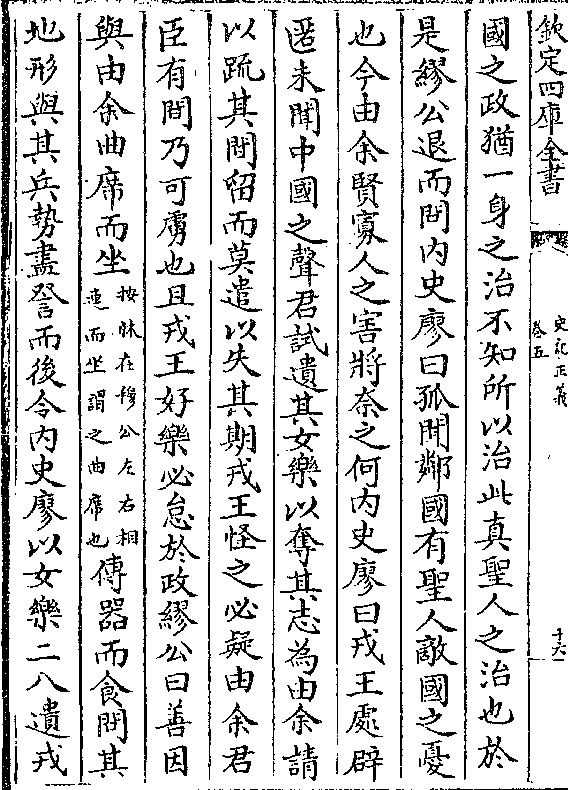 欽定四庫全書
史記正義
卷五
十六
國之政猶一身之治不知所以治此真聖人之治也於
是繆公退而問内史廖曰孤聞鄰國有聖人敵國之憂
也今由余賢寡人之害將奈之何内史廖曰戎王處辟
匿未聞中國之聲君試遺其女樂以奪其志為由余請
以疏其間留而莫遣以失其期戎王怪之必疑由余君
臣有間乃可虜也且戎王好樂必怠於政繆公曰善因
與由余曲席而坐按牀在穆公左右相連而坐謂之曲席也傳器而食問其
地形與其兵勢盡詧而後令内史廖以女樂二八遺戎